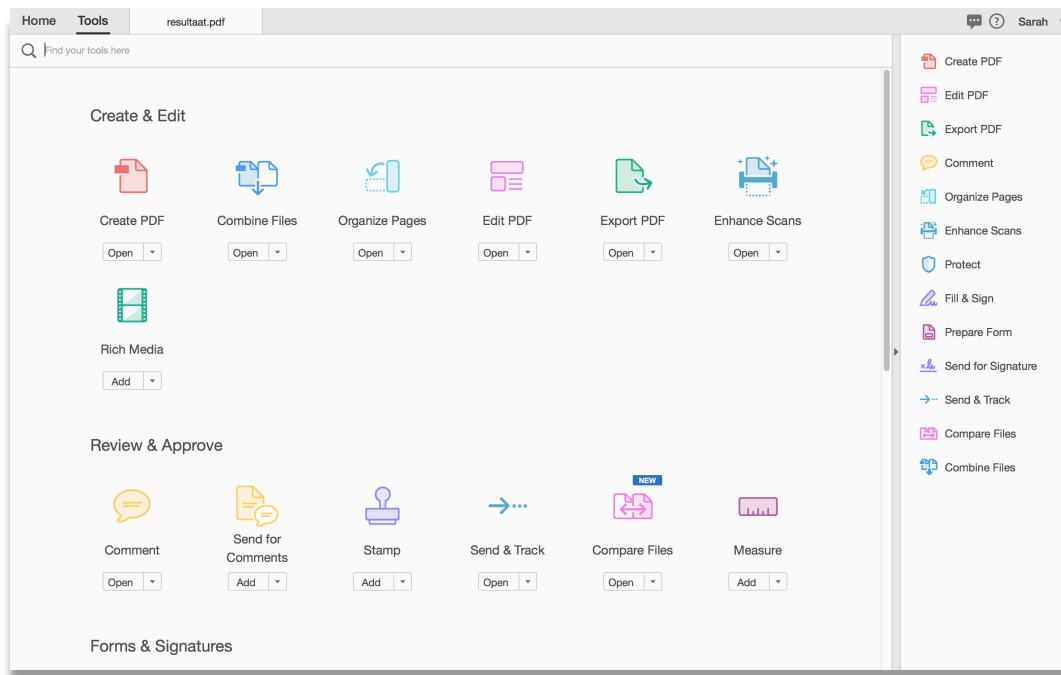 Home Tools resultaat.pdf Sarah
Find your tools here
Create & Edit
Create PDF Combine Files Organize Pages Edit PDF Export PDF Enhance Scans
Open Open Open Open Open Open
Rich Media
Add
Review & Approve
NEW
Comment Send for Comments Stamp Send & Track Compare Files Measure
Open Add Add Open Open Add
Forms & Signatures
Create PDF
Edit PDF
Export PDF
Comment
Organize Pages
Enhance Scans
Protect
Fill & Sign
Prepare Form
Send for Signature
Send & Track
Compare Files
Combine Files